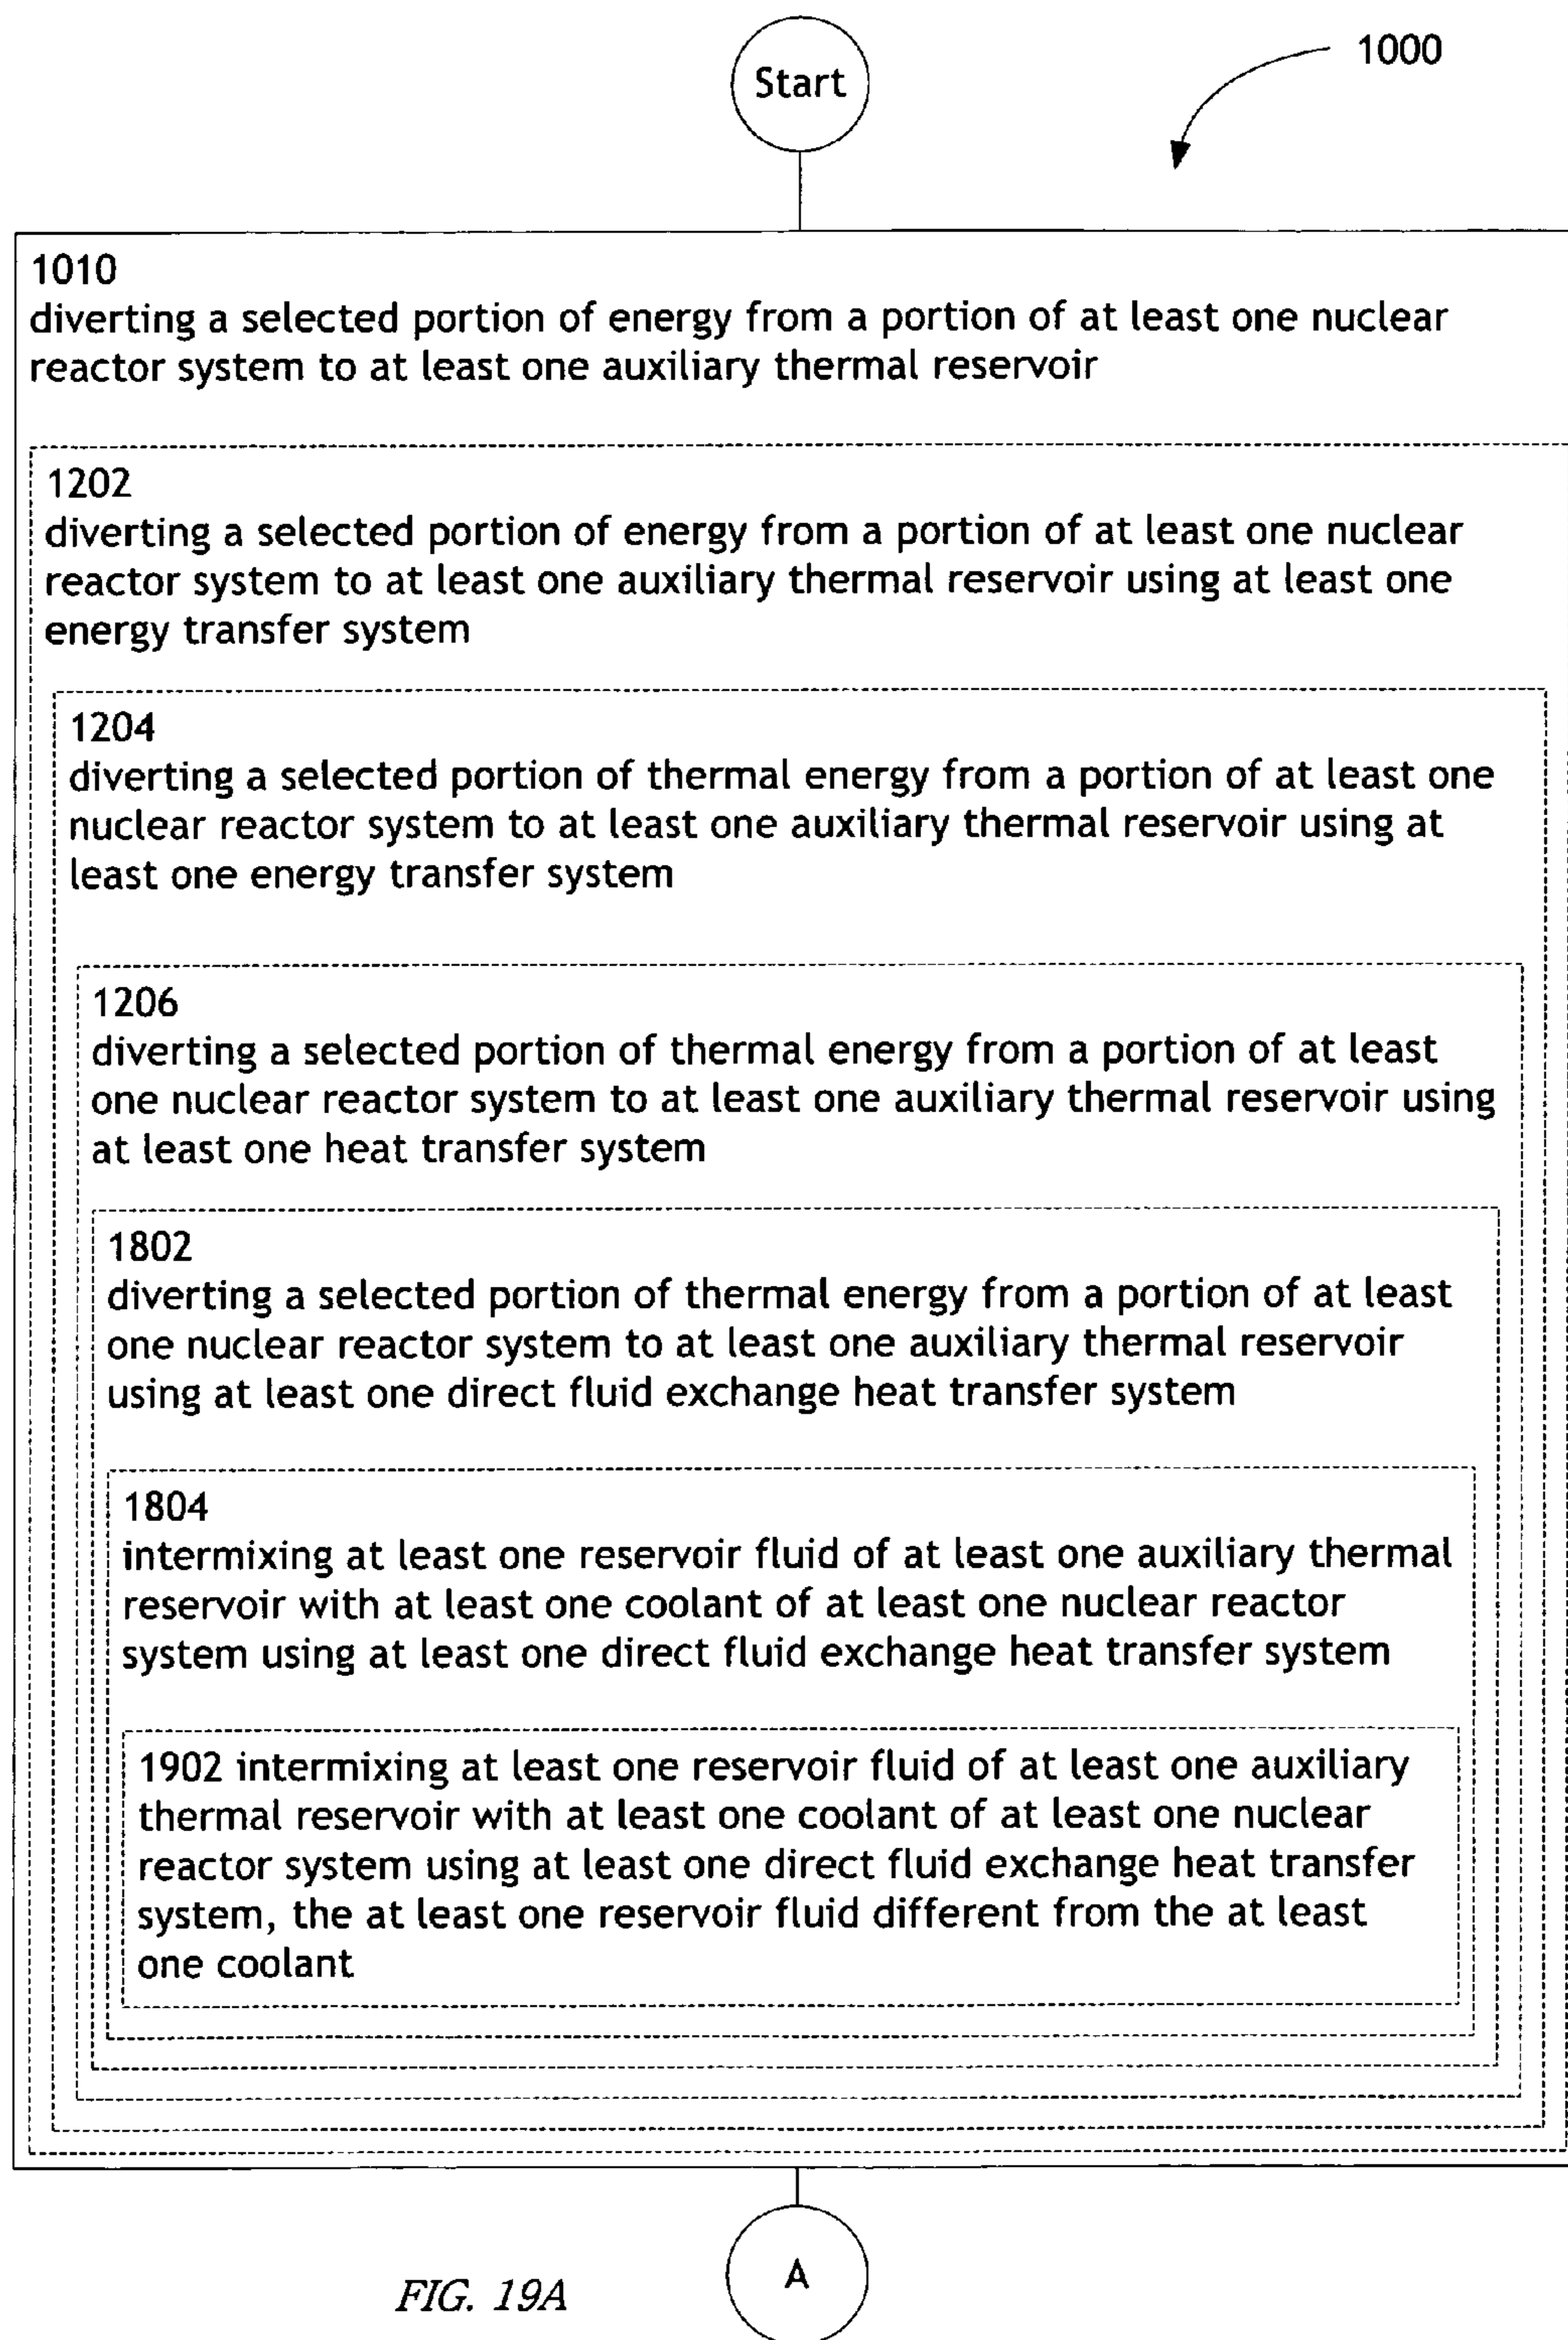 Start
1000
1010
diverting a selected portion of energy from a portion of at least one nuclear
reactor system to at least one auxiliary thermal reservoir
1202
diverting a selected portion of energy from a portion of at least one nuclear
reactor system to at least one auxiliary thermal reservoir using at least one
energy transfer system
1204
diverting a selected portion of thermal energy from a portion of at least one
nuclear reactor system to at least one auxiliary thermal reservoir using at
least one energy transfer system
1206
diverting a selected portion of thermal energy from a portion of at least
one nuclear reactor system to at least one auxiliary thermal reservoir using
at least one heat transfer system
1802
diverting a selected portion of thermal energy from a portion of at least
one nuclear reactor system to at least one auxiliary thermal reservoir
using at least one direct fluid exchange heat transfer system
1804
intermixing at least one reservoir fluid of at least one auxiliary thermal
reservoir with at least one coolant of at least one nuclear reactor
system using at least one direct fluid exchange heat transfer system
1902 intermixing at least one reservoir fluid of at least one auxiliary
thermal reservoir with at least one coolant of at least one nuclear
reactor system using at least one direct fluid exchange heat transfer
system, the at least one reservoir fluid different from the at least
one coolant
A
FIG. 19A